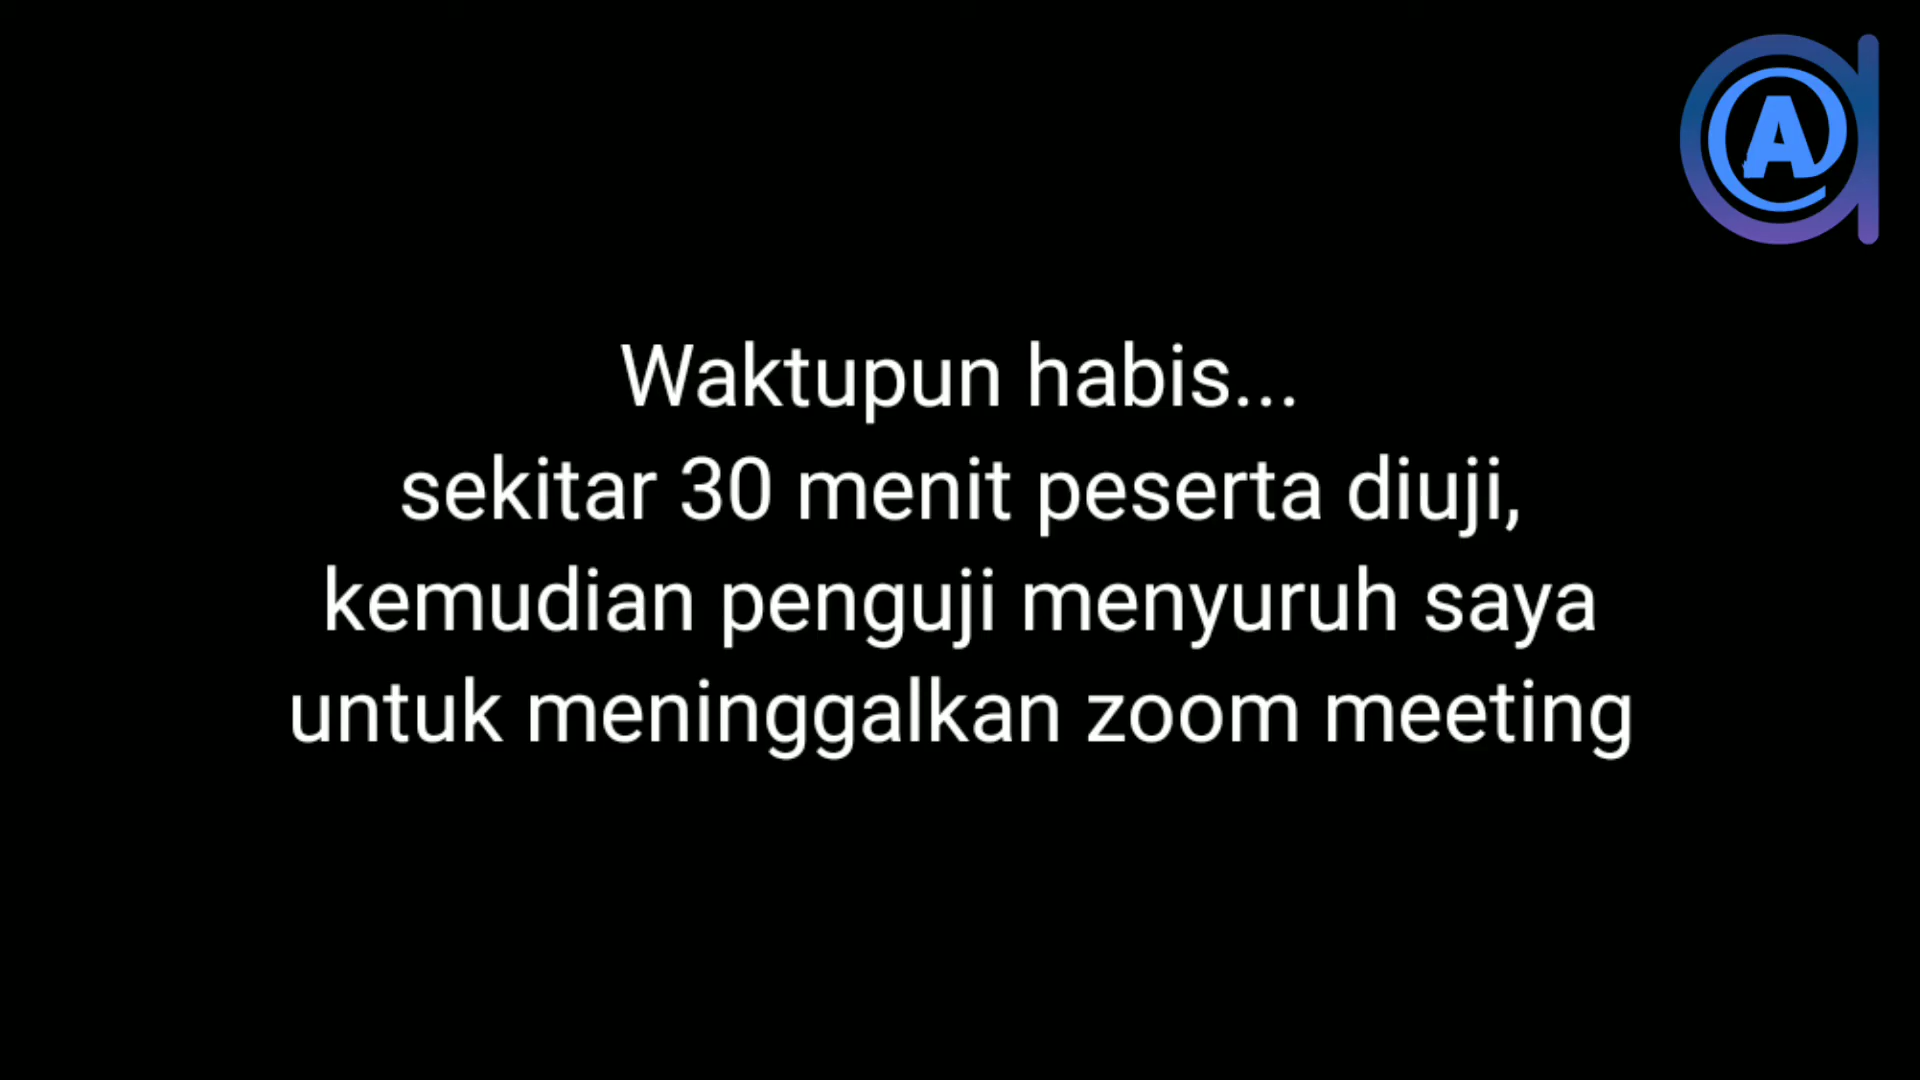 A
Waktupun habis...
sekitar 30 menit peserta diuji,
kemudian penguji menyuruh saya
untuk meninggalkan zoom meeting